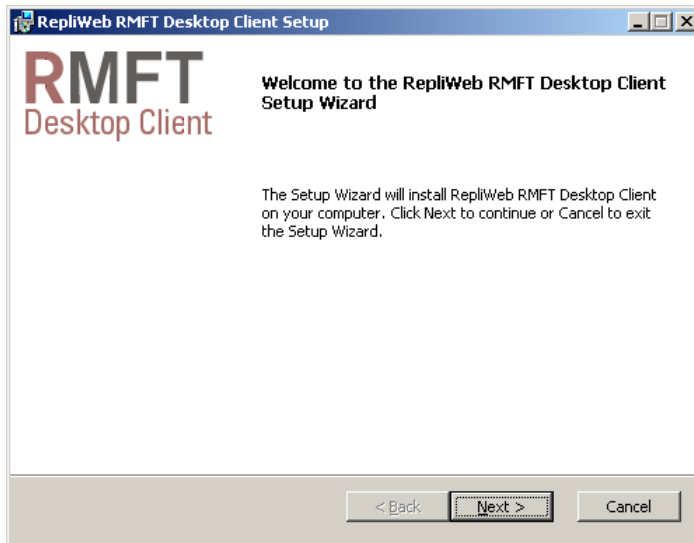 RepliWeb RMFT Desktop Client Setup
RMFT
Desktop Client
Welcome to the RepliWeb RMFT Desktop Client
Setup Wizard
The Setup Wizard will install RepliWeb RMFT Desktop Client
on your computer. Click Next to continue or Cancel to exit
the Setup Wizard.
< Back
Next >
Cancel